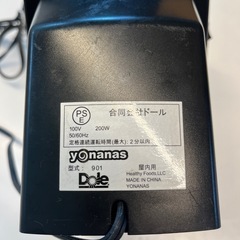 PSE
合同会社ドール
100V 200W
50/60Hz
定格連続運転時間(最大):2分以内
yonanas
型式: 901 屋内用
Dole
Healthy Foods,LLC
MADE IN CHINA
YONANAS